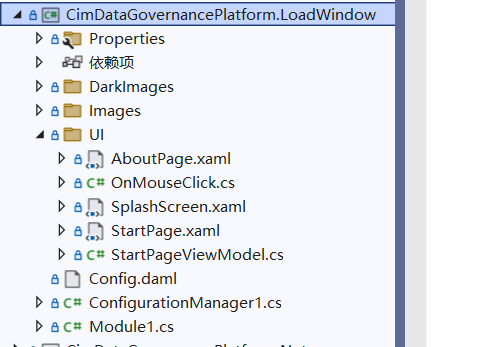 CimDataGovernancePlatform.LoadWindow
Properties
依赖项
DarkImages
Images
UI
AboutPage.xaml
C# OnMouseClick.cs
SplashScreen.xaml
StartPage.xaml
C# StartPageViewModel.cs
Config.daml
C# ConfigurationManager1.cs
C# Module1.cs